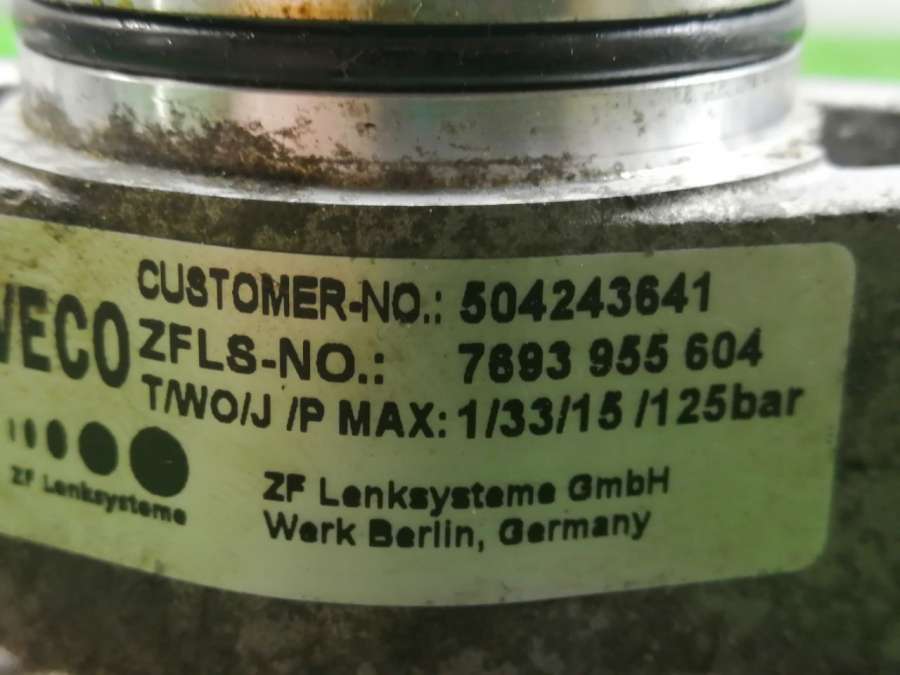 VECO
CUSTOMER-NO.: 504243641
ZFLS-NO.: 7693 955 604
T/WO/J /P MAX: 1/33/15 /125bar
ZF Lenksysteme
ZF Lenksysteme GmbH
Werk Berlin, Germany